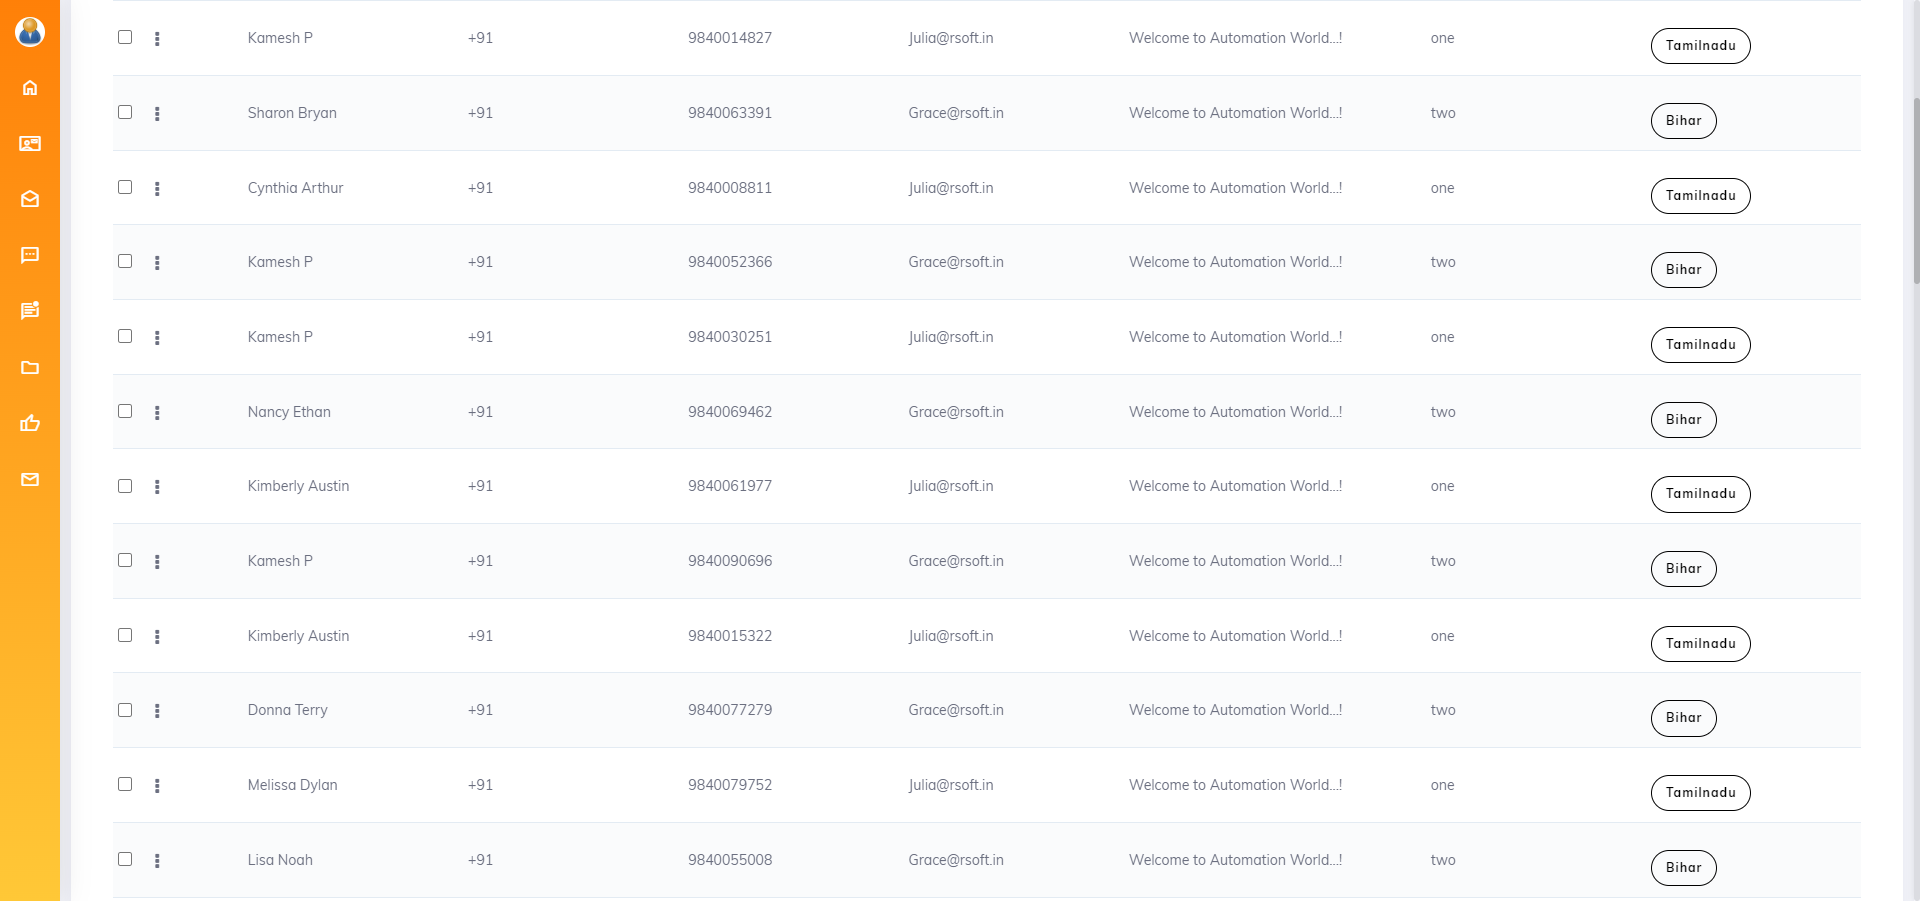 Kamesh P +91 9840014827 Julia@rsoft.in Welcome to Automation World...! one Tamilnadu
Sharon Bryan +91 9840063391 Grace@rsoft.in Welcome to Automation World...! two Bihar
Cynthia Arthur +91 9840008811 Julia@rsoft.in Welcome to Automation World...! one Tamilnadu
Kamesh P +91 9840052366 Grace@rsoft.in Welcome to Automation World...! two Bihar
Kamesh P +91 9840030251 Julia@rsoft.in Welcome to Automation World...! one Tamilnadu
Nancy Ethan +91 9840069462 Grace@rsoft.in Welcome to Automation World...! two Bihar
Kimberly Austin +91 9840061977 Julia@rsoft.in Welcome to Automation World...! one Tamilnadu
Kamesh P +91 9840090696 Grace@rsoft.in Welcome to Automation World...! two Bihar
Kimberly Austin +91 9840015322 Julia@rsoft.in Welcome to Automation World...! one Tamilnadu
Donna Terry +91 9840077279 Grace@rsoft.in Welcome to Automation World...! two Bihar
Melissa Dylan +91 9840079752 Julia@rsoft.in Welcome to Automation World...! one Tamilnadu
Lisa Noah +91 9840055008 Grace@rsoft.in Welcome to Automation World...! two Bihar